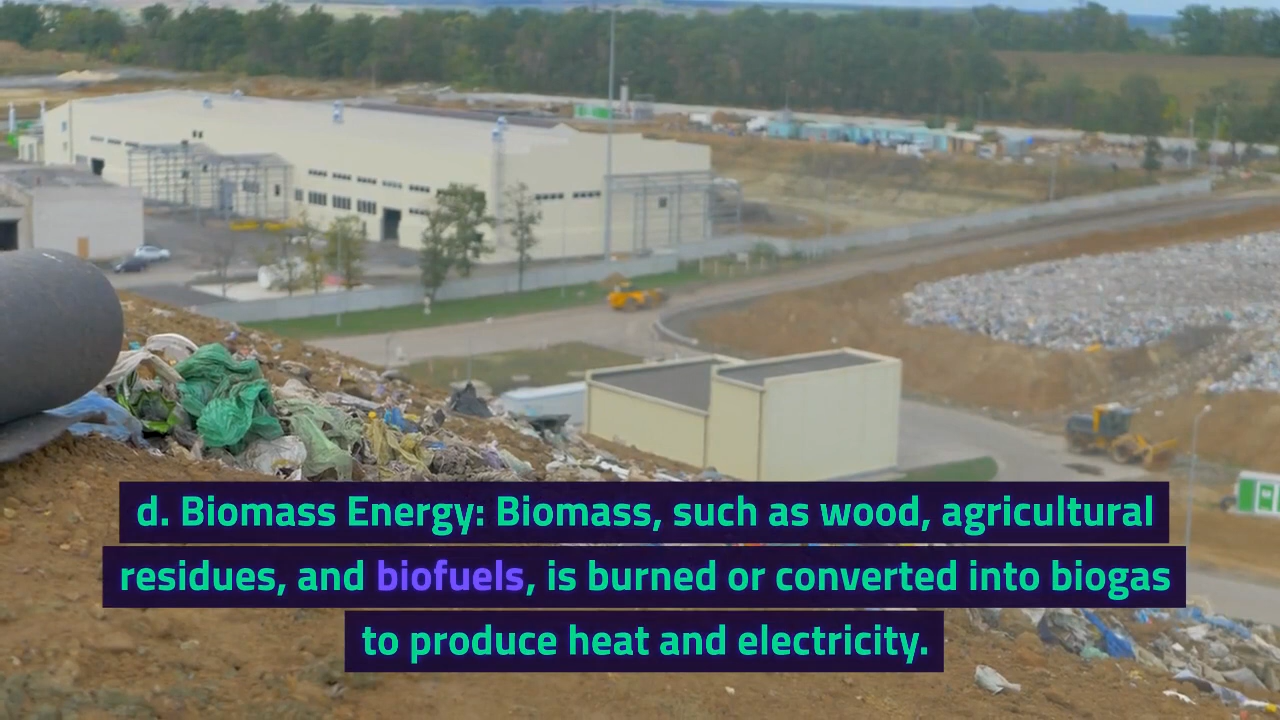 d. Biomass Energy: Biomass, such as wood, agricultural
residues, and biofuels, is burned or converted into biogas
to produce heat and electricity.